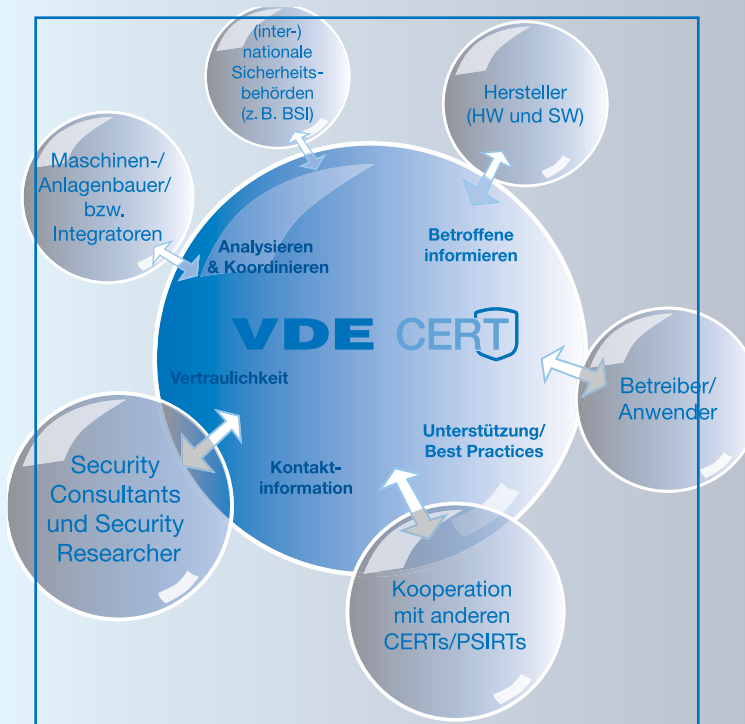 (inter-)
nationale
Sicherheits-
behörden
(z. B. BSI)
Hersteller
(HW und SW)
Maschinen-/
Anlagenbauer/
bzw.
Integratoren
Analysieren
& Koordinieren
Betroffene
informieren
VDE CERT
Vertraulichkeit
Betreiber/
Anwender
Unterstützung/
Best Practices
Kontakt-
information
Security
Consultants
und Security
Researcher
Kooperation
mit anderen
CERTs/PSIRTs